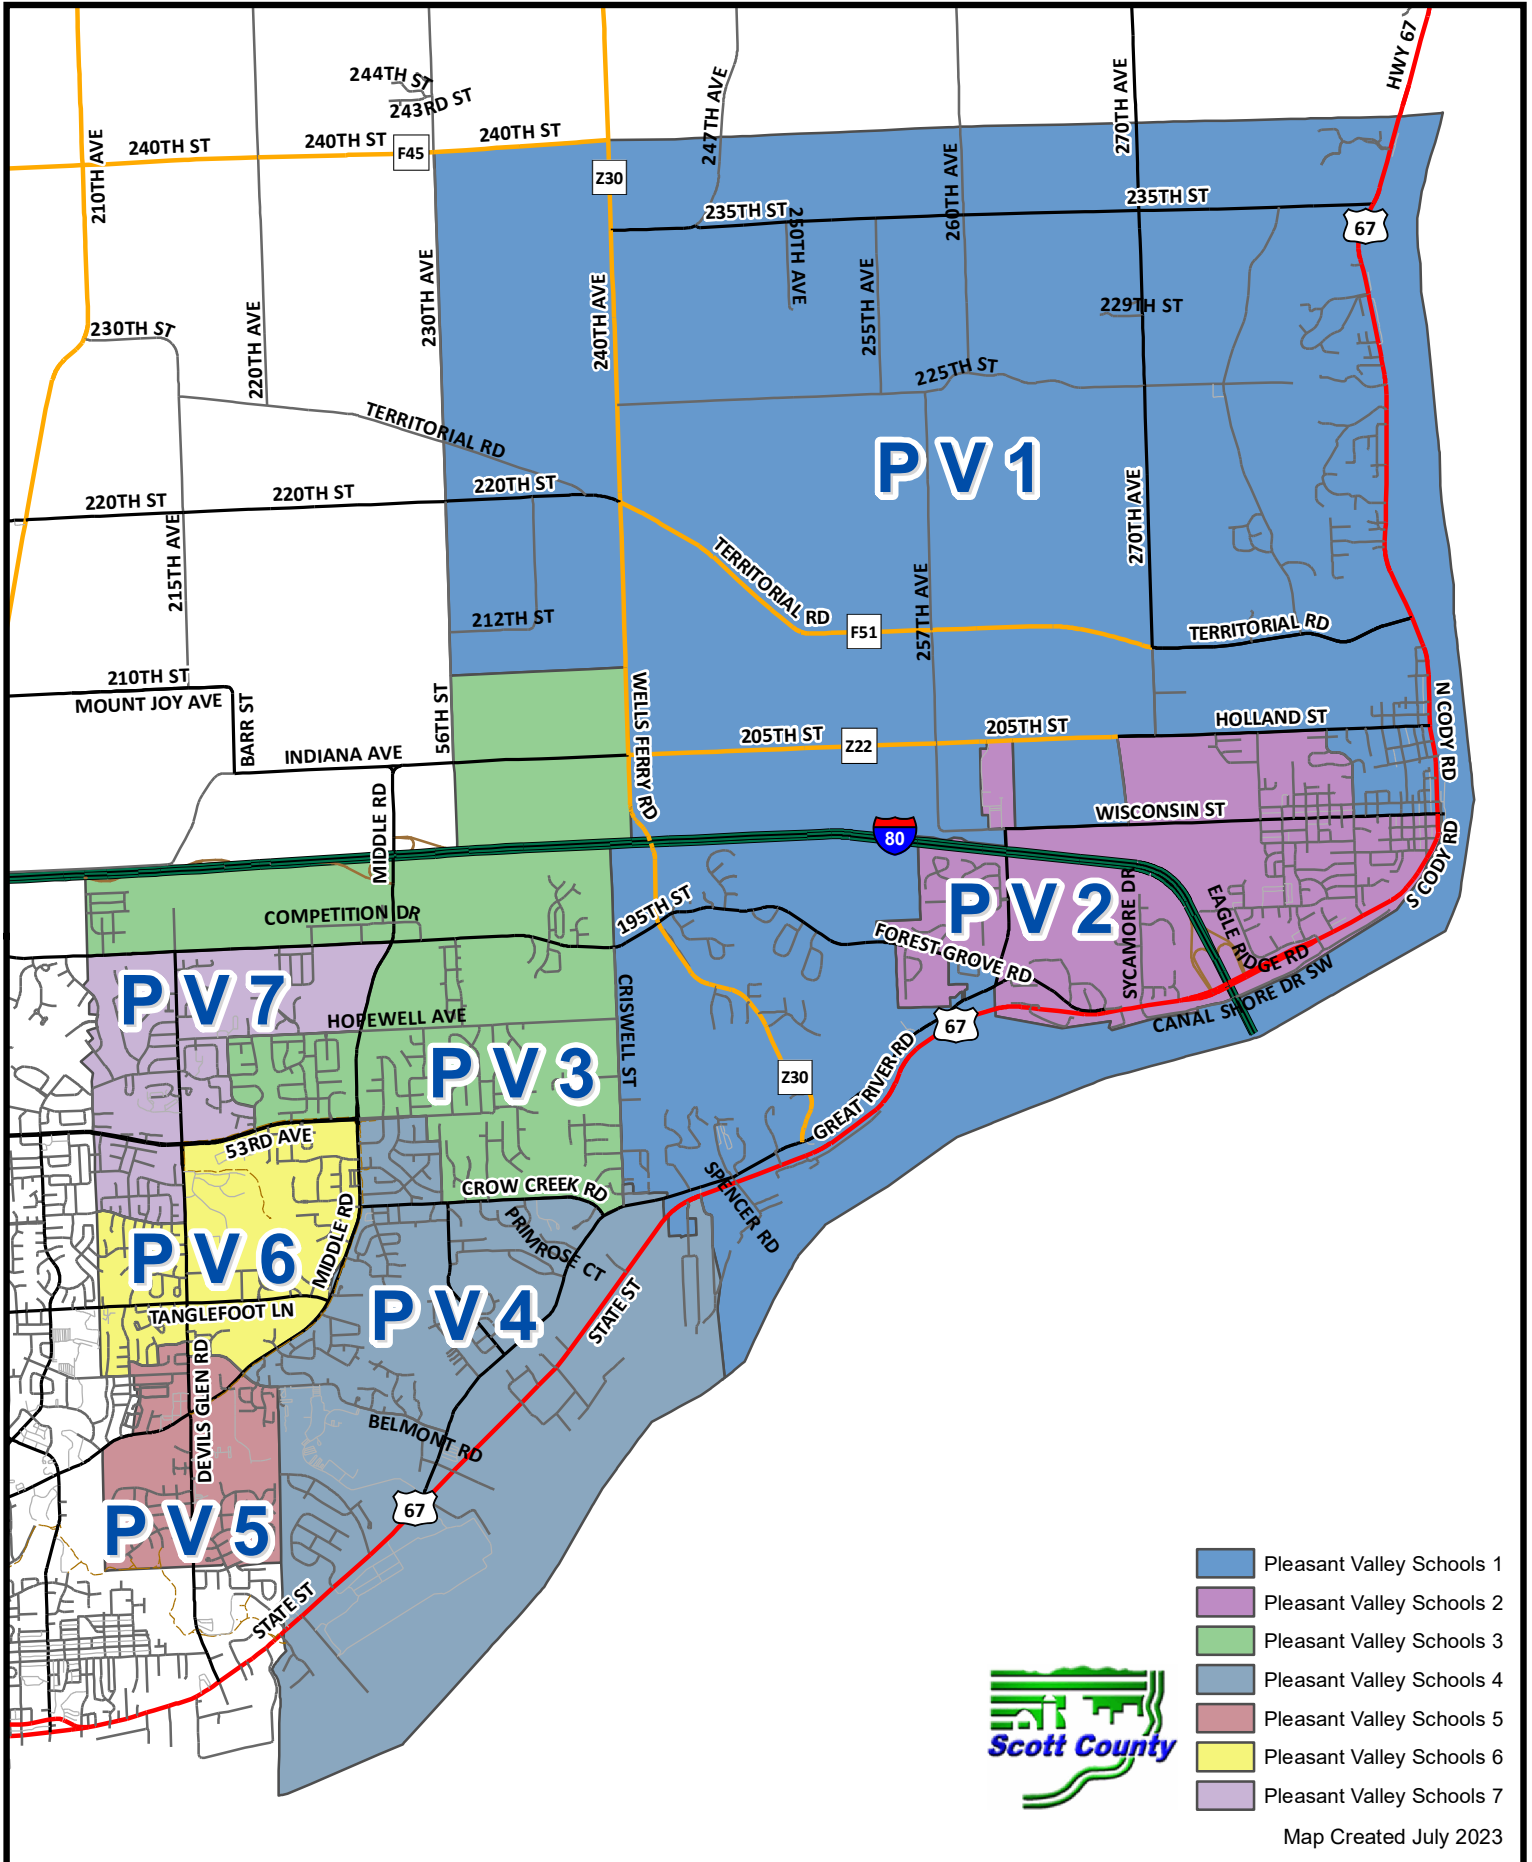 HWY 67
244TH ST
243RD ST
247TH AVE
270TH AVE
240TH ST
240TH ST
240TH ST
F45
210TH AVE
Z30
260TH AVE
235TH ST
235TH ST
250TH AVE
67
230TH ST
220TH AVE
230TH AVE
240TH AVE
255TH AVE
229TH ST
225TH ST
TERRITORIAL RD
P V 1
220TH ST
220TH ST
220TH ST
270TH AVE
215TH AVE
TERRITORIAL RD
257TH AVE
212TH ST
F51
TERRITORIAL RD
210TH ST
MOUNT JOY AVE
BARR ST
56TH ST
WELLS FERRY RD
205TH ST
Z22
205TH ST
HOLLAND ST
N CODY RD
INDIANA AVE
MIDDLE RD
WISCONSIN ST
80
S CODY RD
P V 2
SYCAMORE DR
EAGLE RIDGE RD
195TH ST
COMPETITION DR
FOREST GROVE RD
CANAL SHORE DR SW
P V 7
HOPEWELL AVE
CRISWELL ST
67
P V 3
Z30
GREAT RIVER RD
53RD AVE
CROW CREEK RD
SPENCER RD
MIDDLE RD
PRIMROSE CT
P V 6
TANGLEFOOT LN
P V 4
STATE ST
DEVILS GLEN RD
BELMONT RD
67
P V 5
STATE ST
Pleasant Valley Schools 1
Pleasant Valley Schools 2
Pleasant Valley Schools 3
Pleasant Valley Schools 4
Pleasant Valley Schools 5
Pleasant Valley Schools 6
Pleasant Valley Schools 7
Scott County
Map Created July 2023